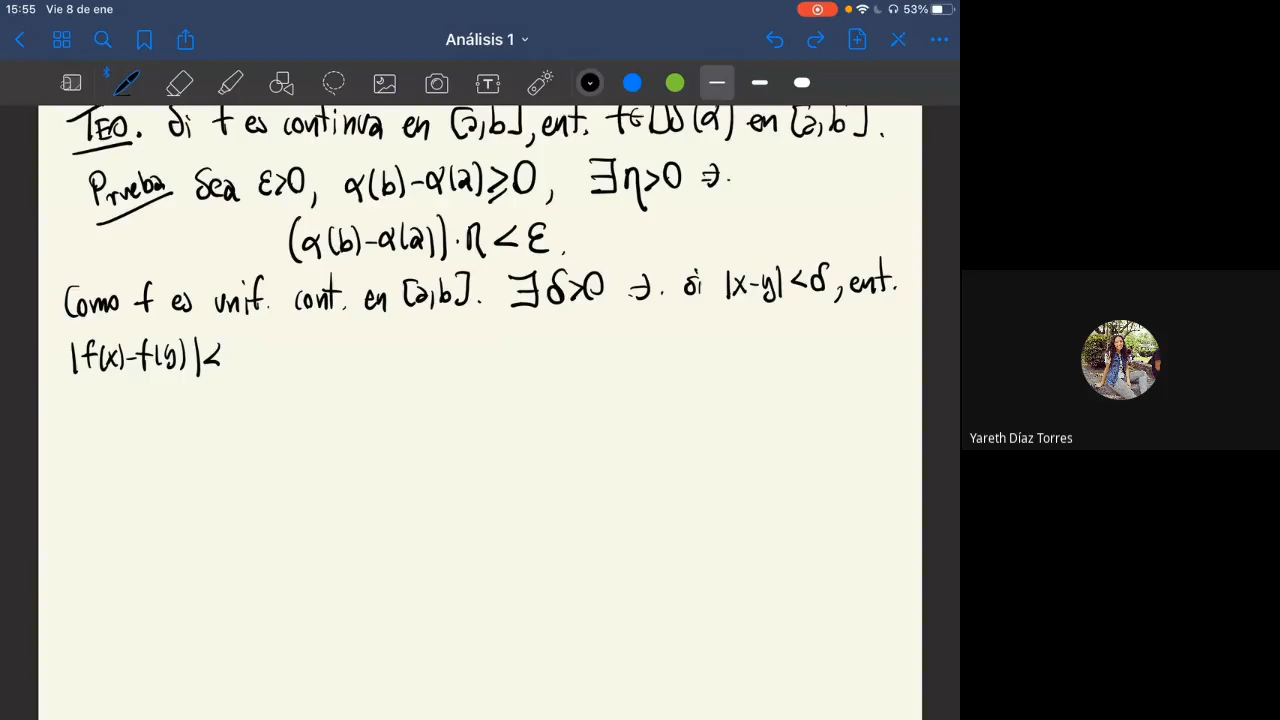 15:55 Vie 8 de ene
53%
Análisis 1
T
TEO. Si f es continua en [a,b], ent. f∈ (α) en [a,b].
Prueba Sea ε>0, α(b)-α(a)≥0, ∃η>0 ∋.
(α(b)-α(a))·η<ε.
Como f es unif. cont. en [a,b]. ∃δ>0 ∋. si |x-y|<δ, ent.
|f(x)-f(y)|<
Yareth Díaz Torres